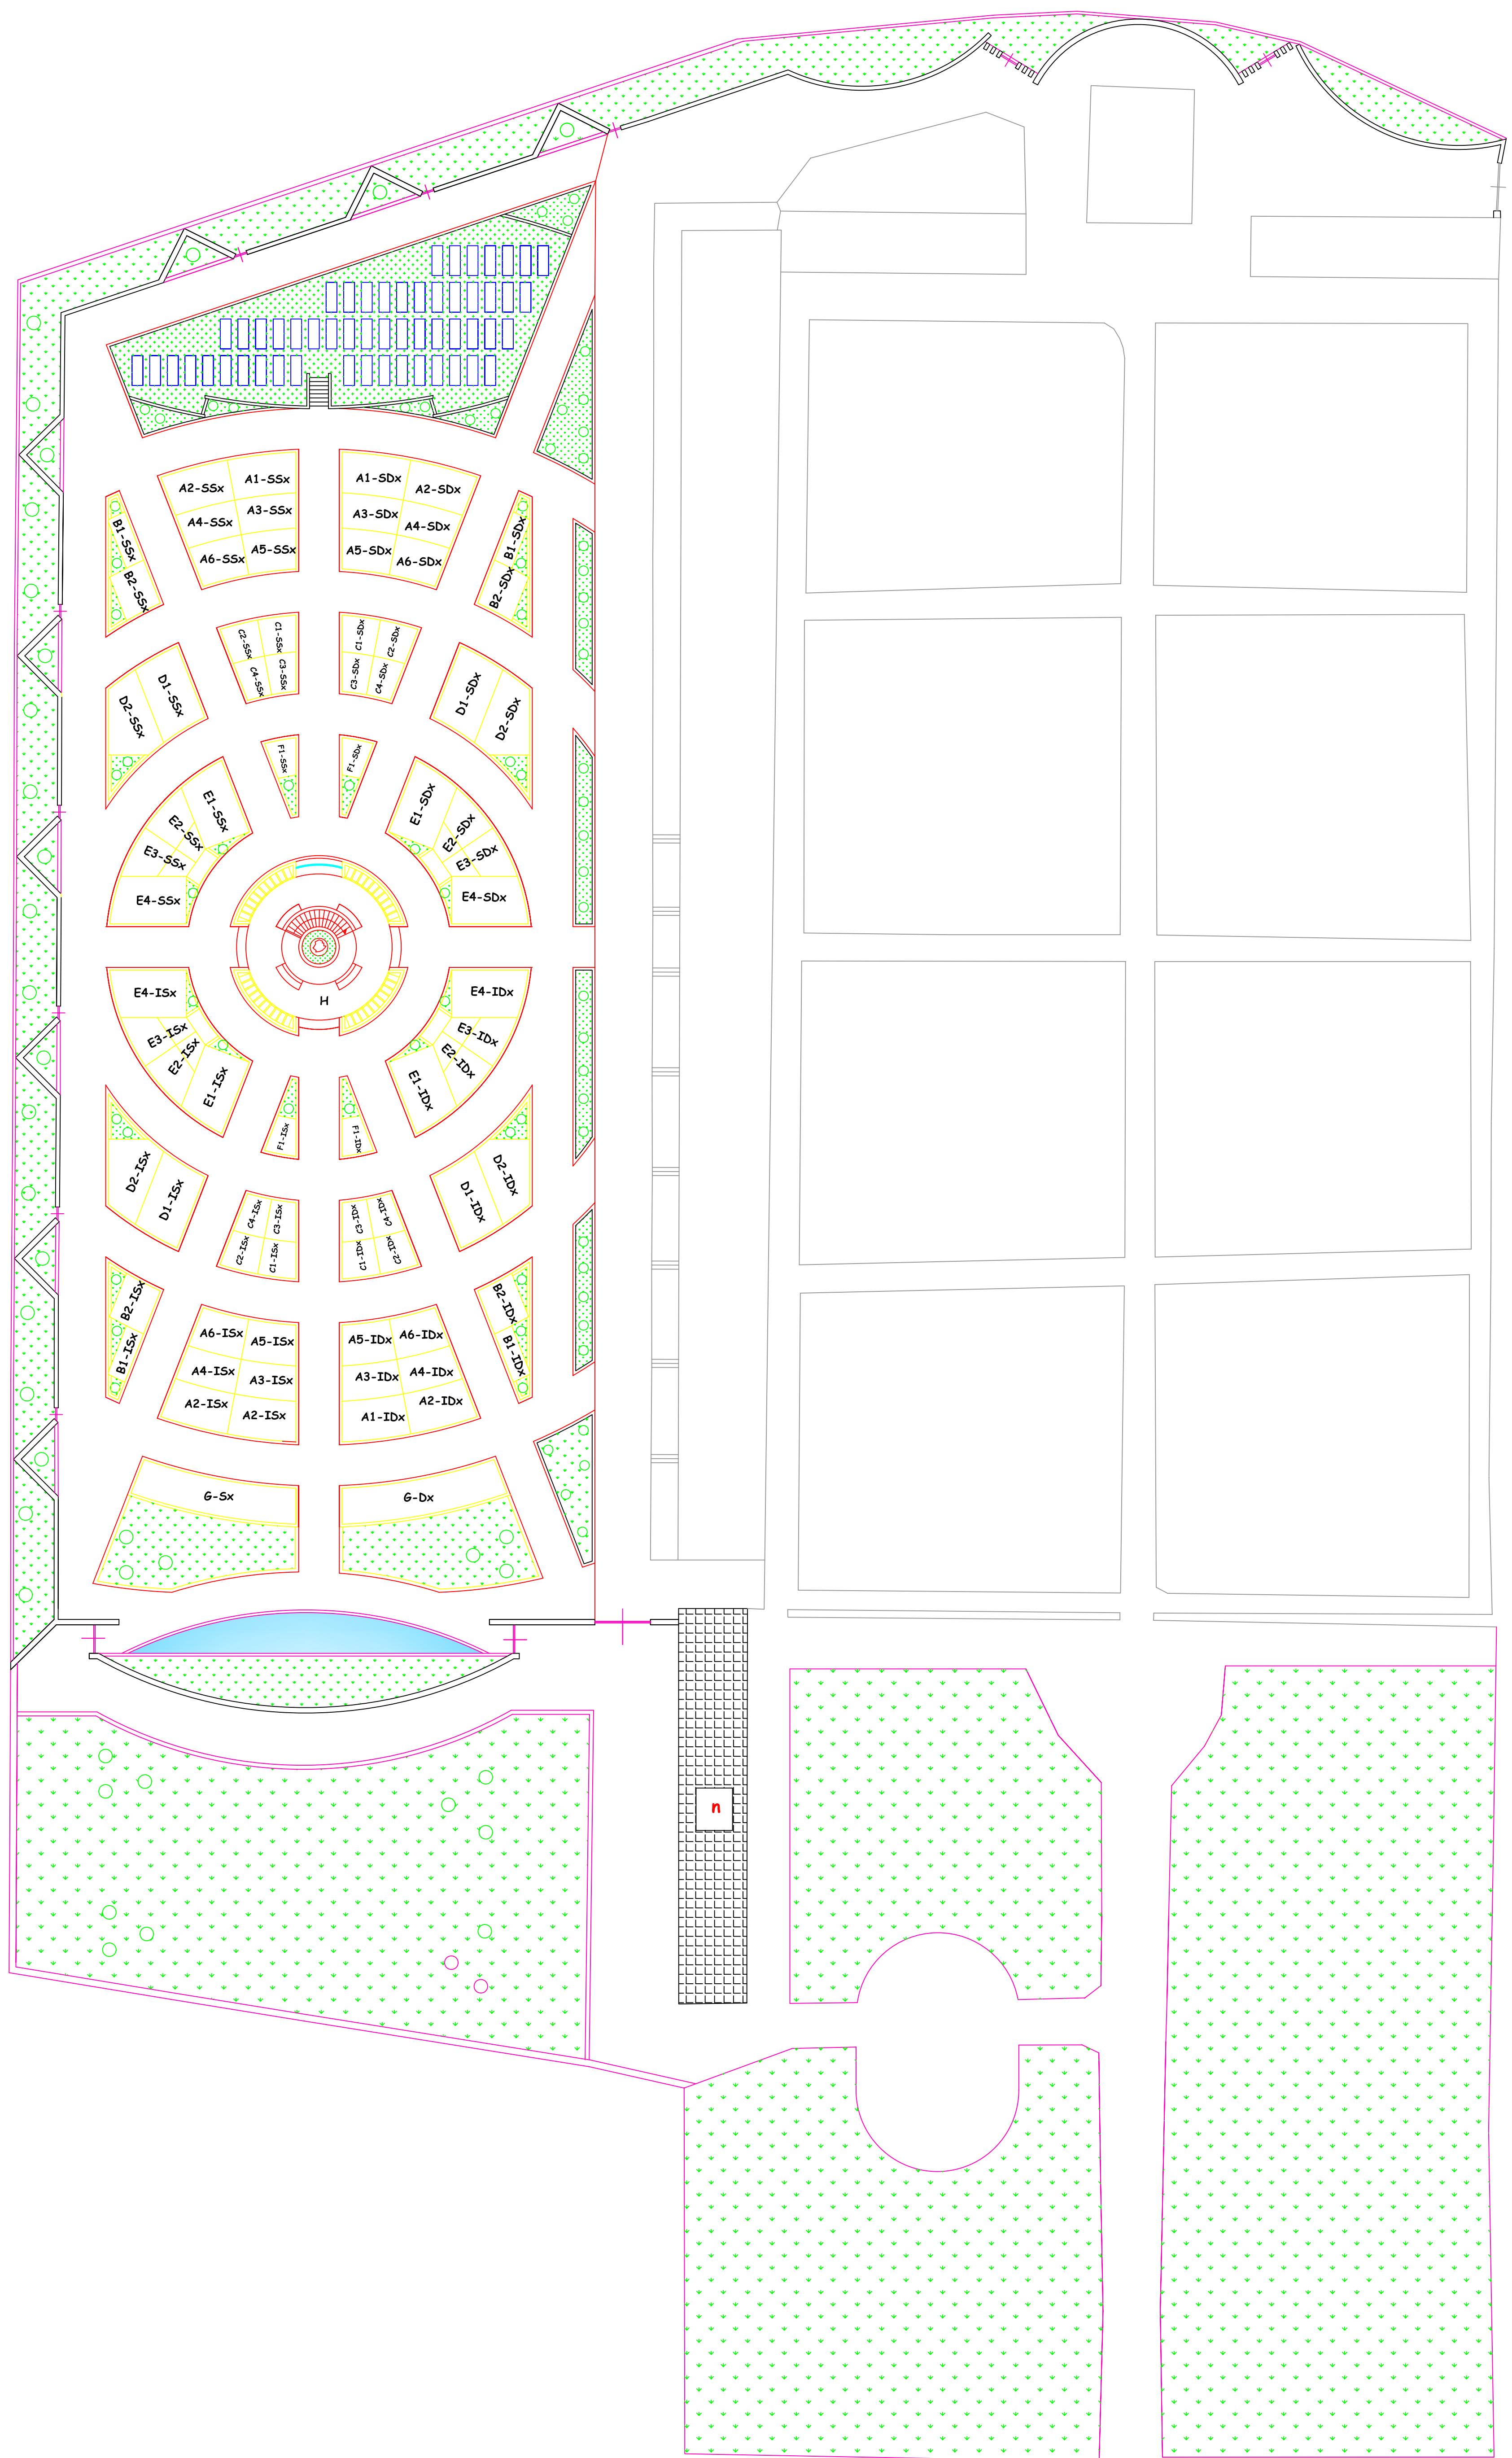 A1-SSx
A1-SDx
A2-SSx
A2-SDx
A3-SSx
A3-SDx
A4-SSx
A4-SDx
A5-SSx
A5-SDx
A6-SSx
A6-SDx
B1-SSx
B1-SDx
B2-SSx
B2-SDx
C2-SSx
C1-SSx
C1-SDx
C2-SDx
C4-SSx
C3-SSx
C3-SDx
C4-SDx
D2-SSx
D1-SSx
D1-SDx
D2-SDx
F1-SSx
F1-SDx
E1-SSx
E1-SDx
E2-SSx
E2-SDx
E3-SSx
E3-SDx
E4-SSx
E4-SDx
H
E4-ISx
E4-IDx
E3-ISx
E3-IDx
E2-ISx
E2-IDx
E1-ISx
E1-IDx
F1-ISx
F1-IDx
D2-ISx
D1-ISx
D1-IDx
D2-IDx
C4-ISx
C3-ISx
C3-IDx
C4-IDx
C2-ISx
C1-ISx
C1-IDx
C2-IDx
B2-ISx
B2-IDx
B1-ISx
B1-IDx
A6-ISx
A5-ISx
A5-IDx
A6-IDx
A4-ISx
A3-ISx
A3-IDx
A4-IDx
A2-ISx
A2-ISx
A1-IDx
A2-IDx
G-Sx
G-Dx
n